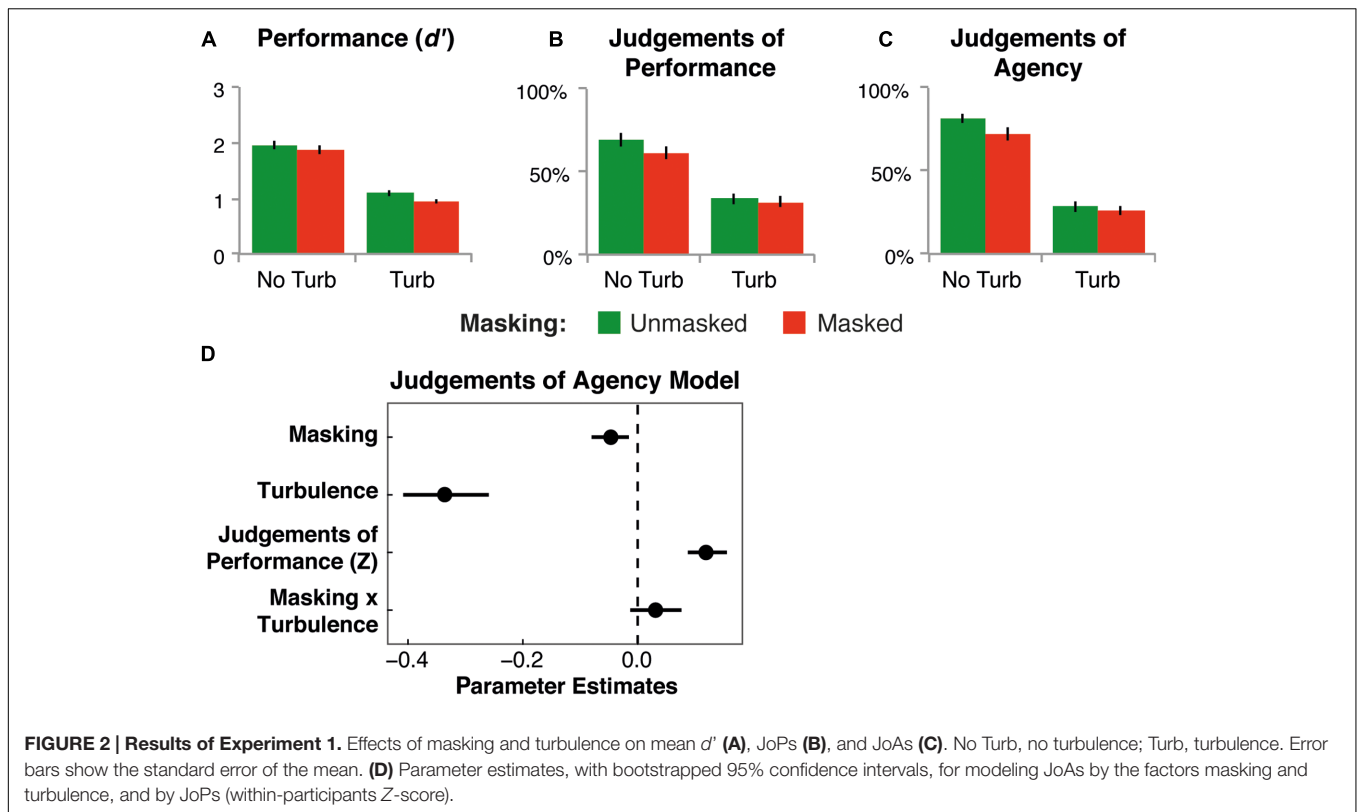 A Performance (d') B Judgements of Performance C Judgements of Agency
3
2
1
0
No Turb Turb
100%
50%
0%
No Turb Turb
100%
50%
0%
No Turb Turb
Masking: Unmasked Masked
D
Judgements of Agency Model
Masking
Turbulence
Judgements of
Performance (Z)
Masking x
Turbulence
−0.4 −0.2 0.0
Parameter Estimates
FIGURE 2 | Results of Experiment 1. Effects of masking and turbulence on mean d’ (A), JoPs (B), and JoAs (C). No Turb, no turbulence; Turb, turbulence. Error
bars show the standard error of the mean. (D) Parameter estimates, with bootstrapped 95% confidence intervals, for modeling JoAs by the factors masking and
turbulence, and by JoPs (within-participants Z-score).